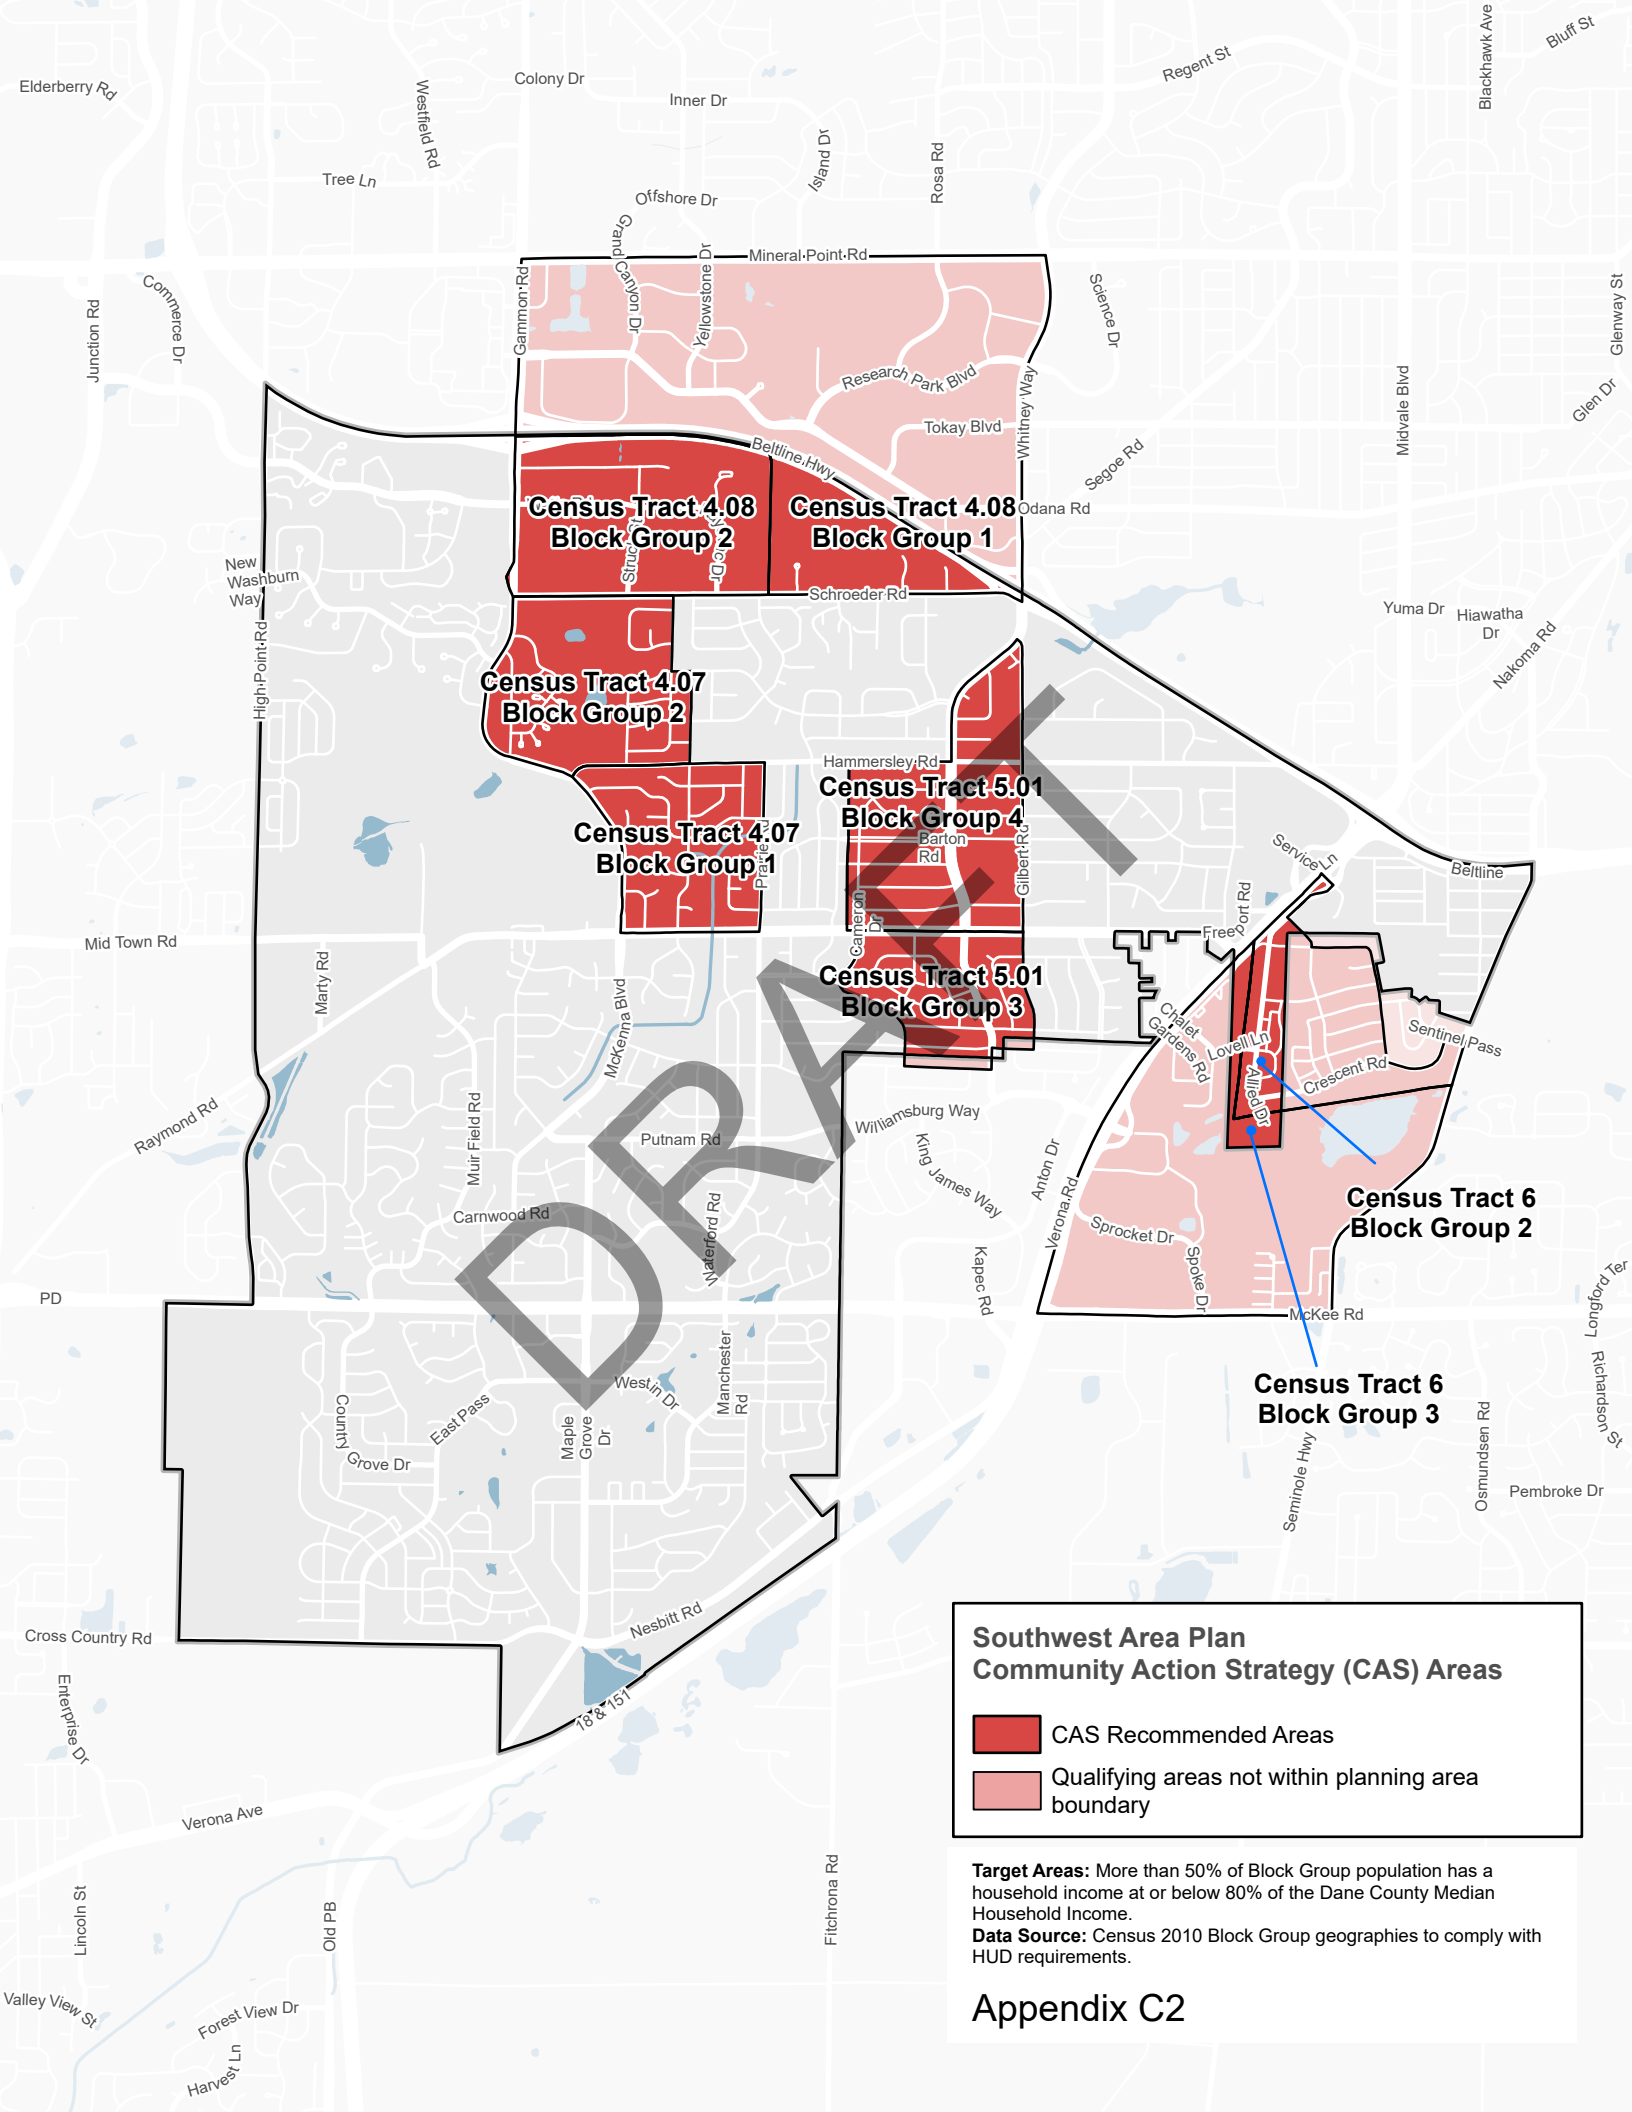 Elderberry Rd
Westfield Rd
Colony Dr
Inner Dr
Island Dr
Rosa Rd
Regent St
Blackhawk Ave
Bluff St
Tree Ln
Offshore Dr
Grand Canyon Dr
Yellowstone Dr
Mineral Point Rd
Gammon Rd
Commerce Dr
Junction Rd
Science Dr
Glenway St
Research Park Blvd
Whitney Way
Midvale Blvd
Glen Dr
Tokay Blvd
Beltline Hwy
Segoe Rd
Odana Rd
Census Tract 4.08
Block Group 2
Census Tract 4.08
Block Group 1
New
Washburn
Way
Schroeder Rd
Yuma Dr
Hiawatha
Dr
Nakoma Rd
High Point Rd
Census Tract 4.07
Block Group 2
Hammersley Rd
Census Tract 5.01
Block Group 4
Barton
Rd
Gilbert Rd
Census Tract 4.07
Block Group 1
Service Ln
Beltline
Freeport Rd
Cameron
Dr
Mid Town Rd
Marty Rd
McKenna Blvd
Census Tract 5.01
Block Group 3
Chalet
Gardens Rd
Lovell Ln
Allied Dr
Crescent Rd
Sentinel Pass
Raymond Rd
Muir Field Rd
Putnam Rd
Williamsburg Way
King James Way
Anton Dr
Verona Rd
Carnwood Rd
Waterford Rd
Sprocket Dr
Spoke Dr
Kapec Rd
Census Tract 6
Block Group 2
PD
McKee Rd
Longford Ter
Richardson St
DRAFT
Manchester
Rd
Westin Dr
Census Tract 6
Block Group 3
Country Grove Dr
East Pass
Maple
Grove
Dr
Seminole Hwy
Osmundsen Rd
Pembroke Dr
Cross Country Rd
Nesbitt Rd
Enterprise Dr
18 & 151
Southwest Area Plan
Community Action Strategy (CAS) Areas
CAS Recommended Areas
Qualifying areas not within planning area
boundary
Verona Ave
Lincoln St
Old PB
Fitchrona Rd
Valley View St
Forest View Dr
Harvest Ln
Target Areas: More than 50% of Block Group population has a
household income at or below 80% of the Dane County Median
Household Income.
Data Source: Census 2010 Block Group geographies to comply with
HUD requirements.
Appendix C2